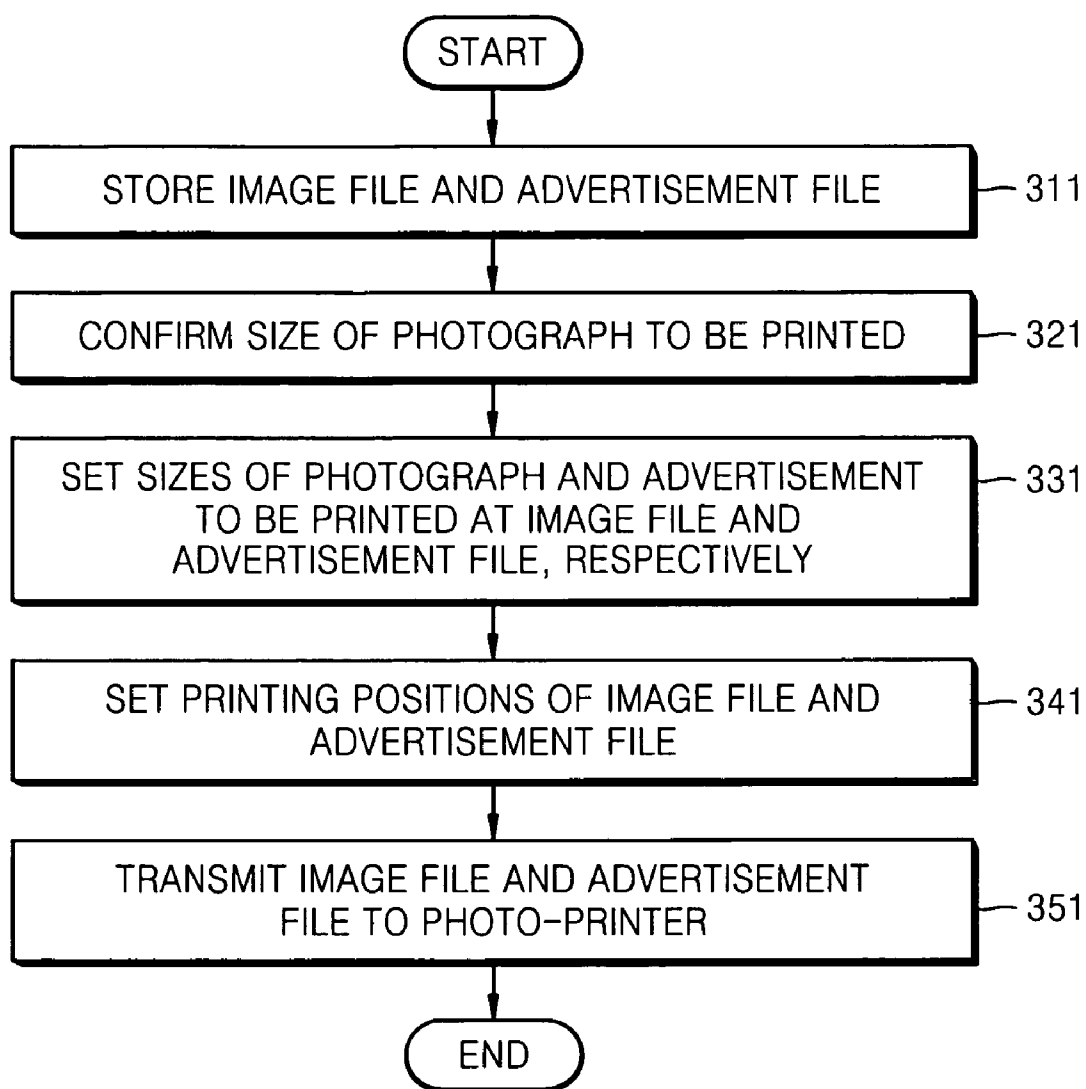 START
STORE IMAGE FILE AND ADVERTISEMENT FILE
311
CONFIRM SIZE OF PHOTOGRAPH TO BE PRINTED
321
SET SIZES OF PHOTOGRAPH AND ADVERTISEMENT
331
TO BE PRINTED AT IMAGE FILE AND
ADVERTISEMENT FILE, RESPECTIVELY
SET PRINTING POSITIONS OF IMAGE FILE AND
341
ADVERTISEMENT FILE
TRANSMIT IMAGE FILE AND ADVERTISEMENT
351
FILE TO PHOTO-PRINTER
END